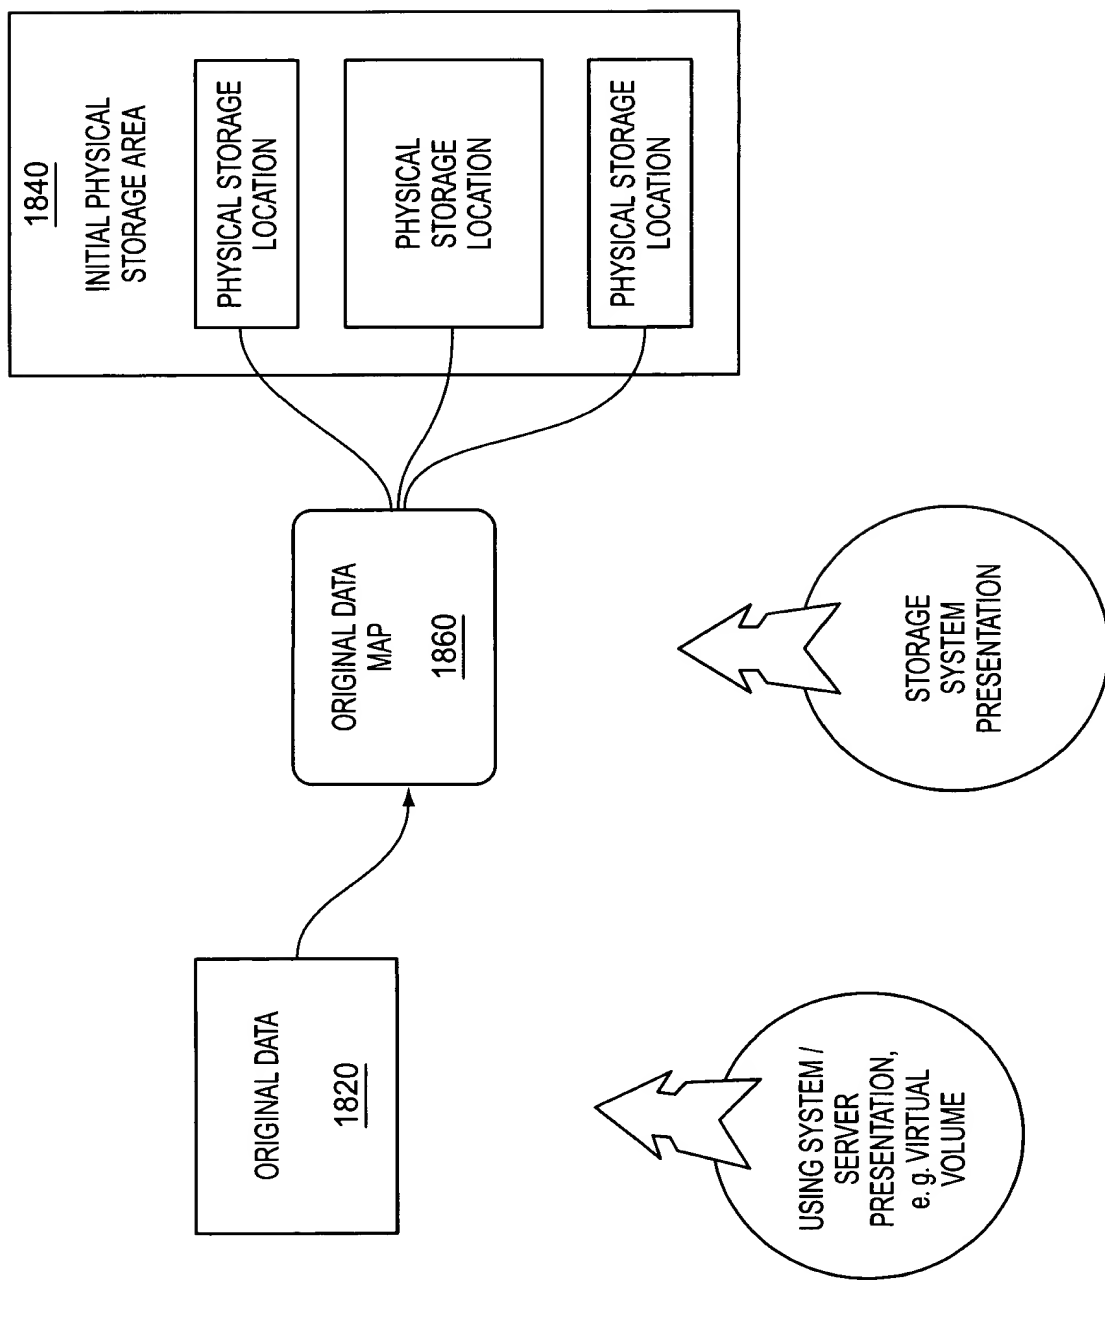 ORIGINAL DATA
1820
ORIGINAL DATA
MAP
1860
1840
INITIAL PHYSICAL
STORAGE AREA
PHYSICAL STORAGE
LOCATION
PHYSICAL
STORAGE
LOCATION
PHYSICAL STORAGE
LOCATION
USING SYSTEM /
SERVER
PRESENTATION,
e. g. VIRTUAL
VOLUME
STORAGE
SYSTEM
PRESENTATION